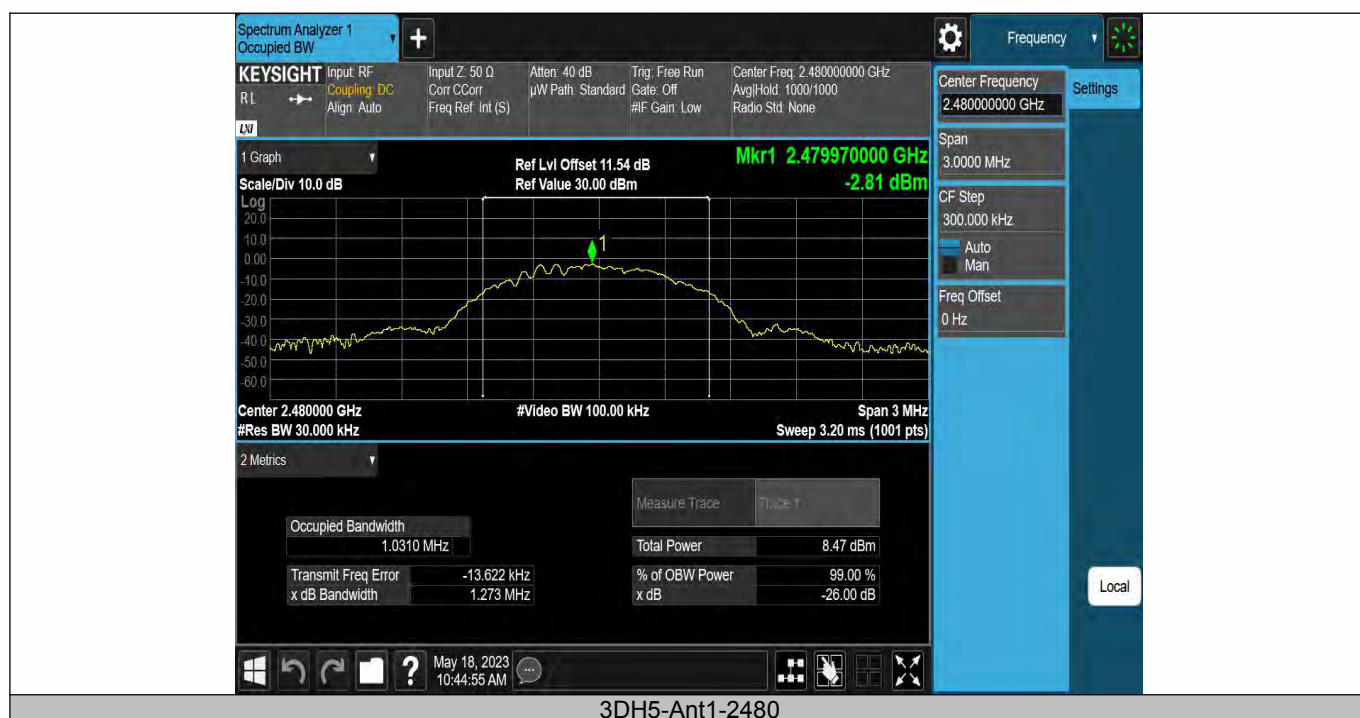 Spectrum Analyzer 1
Occupied BW
Frequency
KEYSIGHT
RL
LXI
Input: RF
Coupling: DC
Align: Auto
Input Z: 50 Ω
Corr CCorr
Freq Ref: Int (S)
Atten: 40 dB
µW Path: Standard
Trig: Free Run
Gate: Off
#IF Gain: Low
Center Freq: 2.480000000 GHz
Avg|Hold: 1000/1000
Radio Std: None
Center Frequency
2.480000000 GHz
Settings
Span
3.0000 MHz
CF Step
300.000 kHz
Auto
Man
Freq Offset
0 Hz
Local
1 Graph
Scale/Div 10.0 dB
Ref Lvl Offset 11.54 dB
Ref Value 30.00 dBm
Mkr1 2.479970000 GHz
-2.81 dBm
Log
20.0
10.0
0.00
-10.0
-20.0
-30.0
-40.0
-50.0
-60.0
1
Center 2.480000 GHz
#Video BW 100.00 kHz
Span 3 MHz
#Res BW 30.000 kHz
Sweep 3.20 ms (1001 pts)
2 Metrics
Measure Trace
Trace 1
Occupied Bandwidth
1.0310 MHz
Total Power
8.47 dBm
Transmit Freq Error
-13.622 kHz
% of OBW Power
99.00 %
x dB Bandwidth
1.273 MHz
x dB
-26.00 dB
?
May 18, 2023
10:44:55 AM
3DH5-Ant1-2480